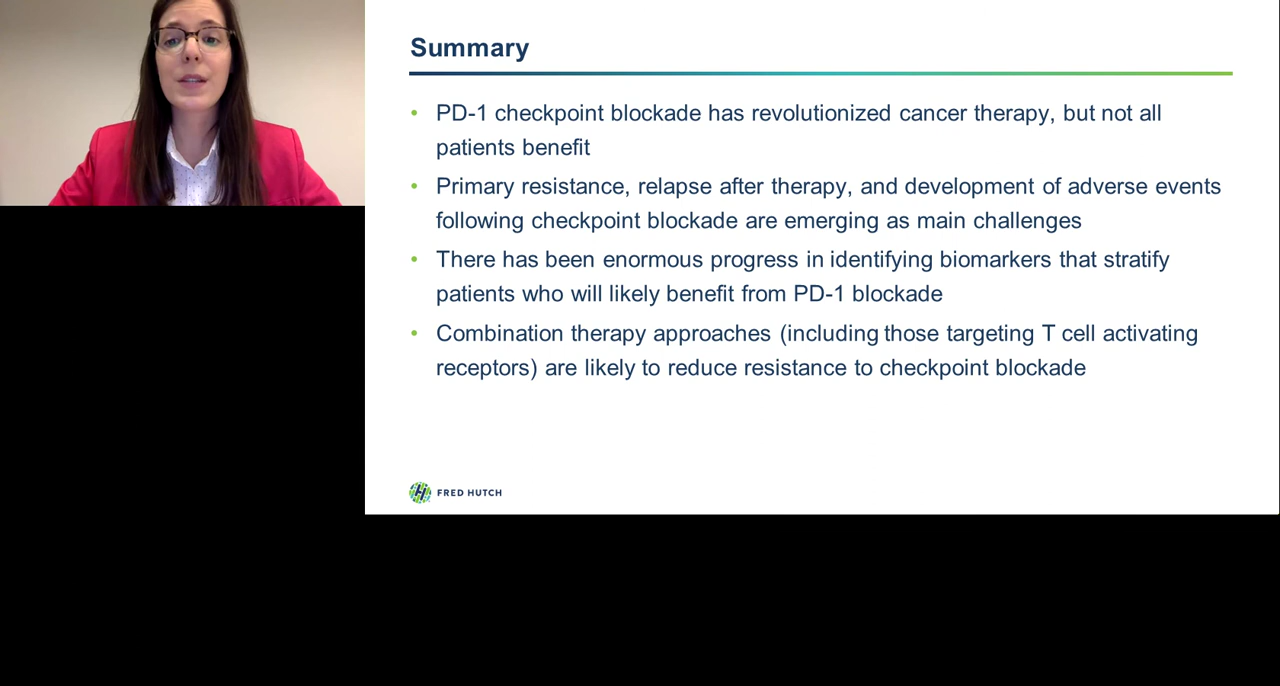 Summary
• PD-1 checkpoint blockade has revolutionized cancer therapy, but not all
patients benefit
• Primary resistance, relapse after therapy, and development of adverse events
following checkpoint blockade are emerging as main challenges
• There has been enormous progress in identifying biomarkers that stratify
patients who will likely benefit from PD-1 blockade
• Combination therapy approaches (including those targeting T cell activating
receptors) are likely to reduce resistance to checkpoint blockade
FRED HUTCH